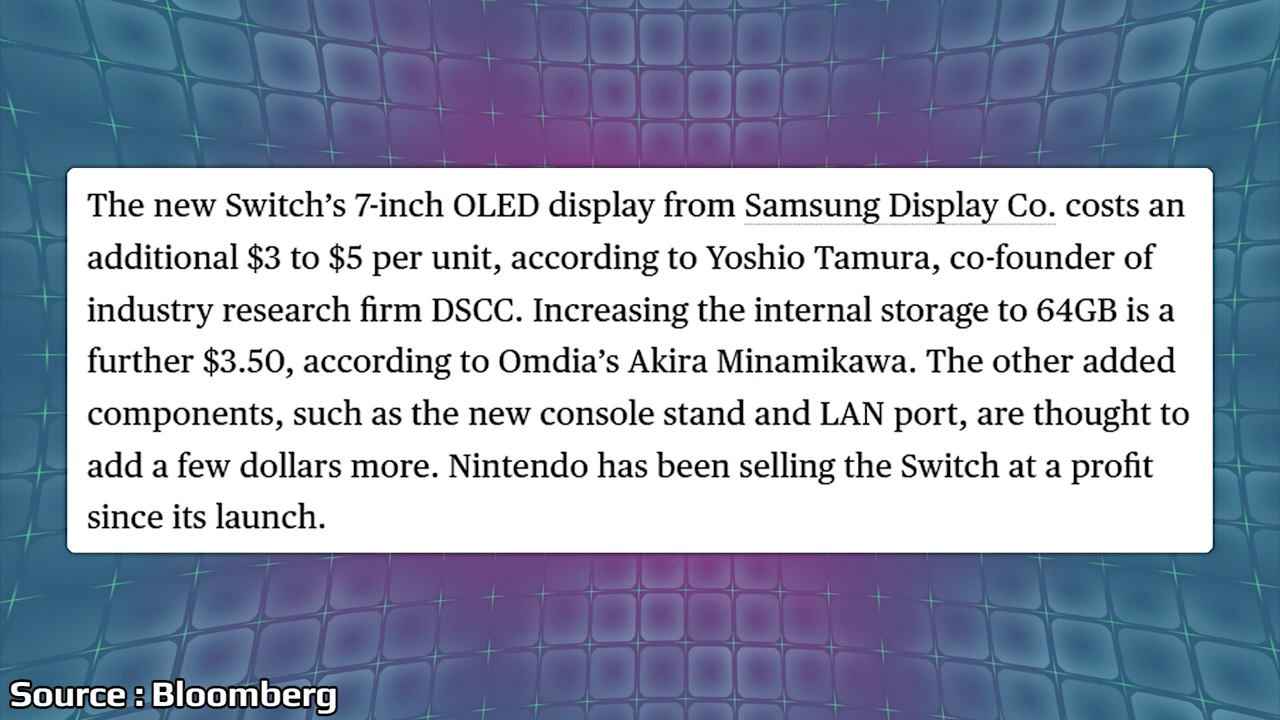 The new Switch’s 7-inch OLED display from Samsung Display Co. costs an
additional $3 to $5 per unit, according to Yoshio Tamura, co-founder of
industry research firm DSCC. Increasing the internal storage to 64GB is a
further $3.50, according to Omdia’s Akira Minamikawa. The other added
components, such as the new console stand and LAN port, are thought to
add a few dollars more. Nintendo has been selling the Switch at a profit
since its launch.
Source : Bloomberg